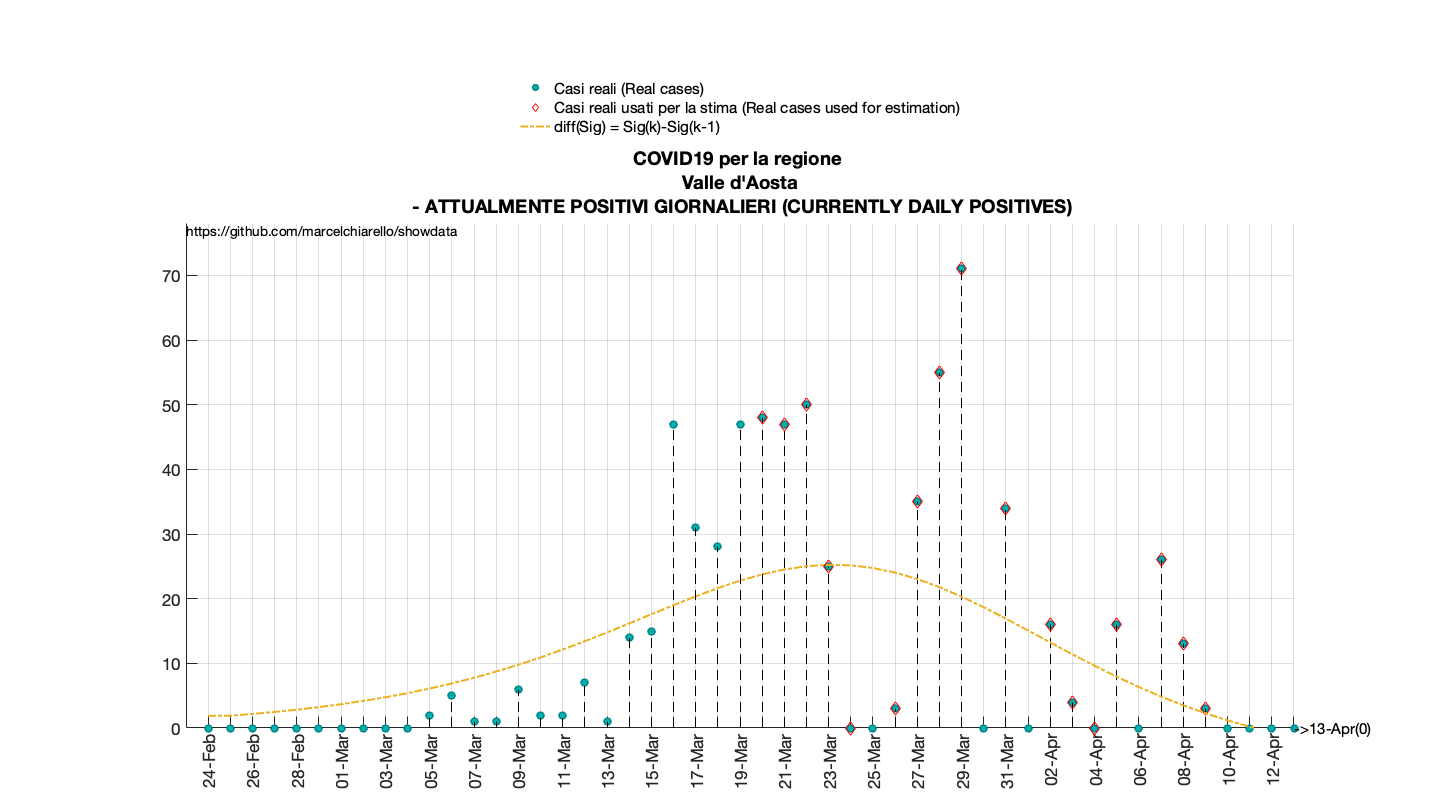 Casi reali (Real cases)
Casi reali usati per la stima (Real cases used for estimation)
diff(Sig) = Sig(k)-Sig(k-1)
COVID19 per la regione
Valle d'Aosta
- ATTUALMENTE POSITIVI GIORNALIERI (CURRENTLY DAILY POSITIVES)
https://github.com/marcelchiarello/showdata
70
60
50
40
30
20
10
0
->13-Apr(0)
24-Feb
26-Feb
28-Feb
01-Mar
03-Mar
05-Mar
07-Mar
09-Mar
11-Mar
13-Mar
15-Mar
17-Mar
19-Mar
21-Mar
23-Mar
25-Mar
27-Mar
29-Mar
31-Mar
02-Apr
04-Apr
06-Apr
08-Apr
10-Apr
12-Apr